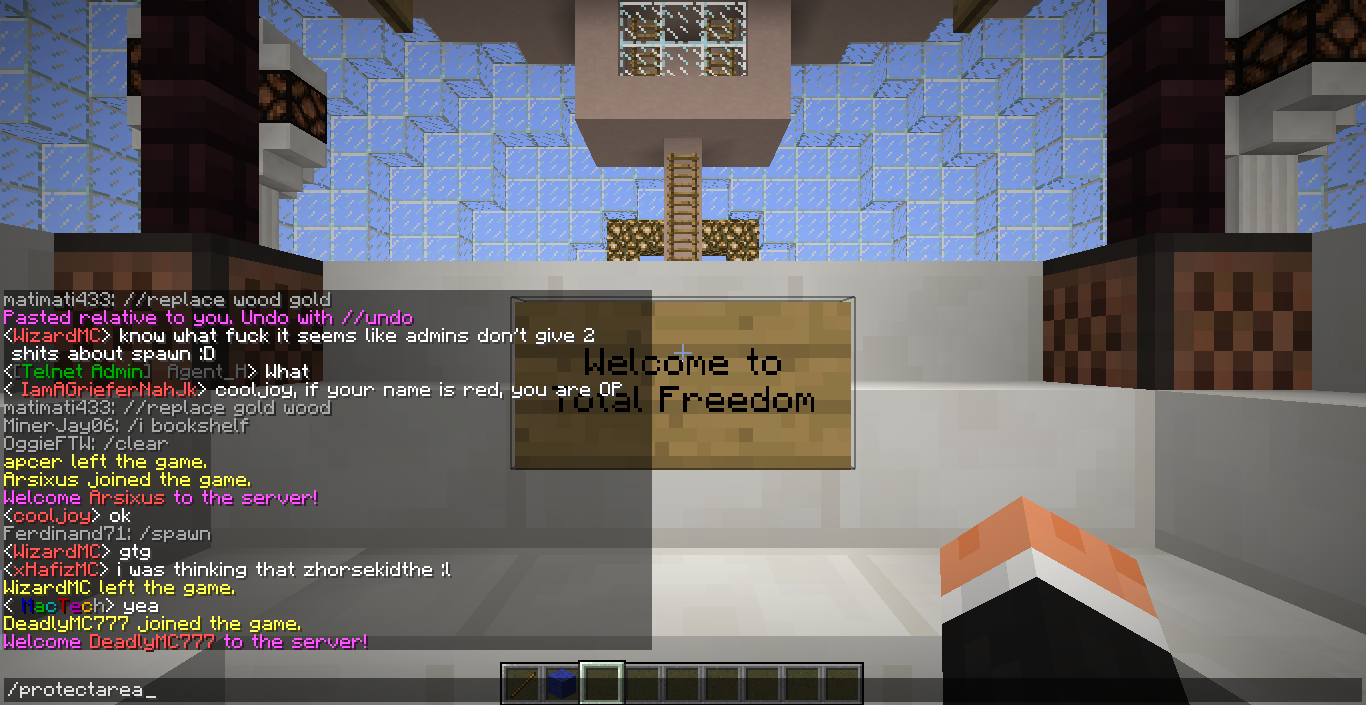 matimati433: //replace wood gold
Pasted relative to you. Undo with //undo
<WizardMC> know what fuck it seems like admins don't give 2
shits about spawn :D
<[Telnet Admin] Agent_H> What
< IamAGrieferNahJk> cooljoy, if your name is red, you are OP
matimati433: //replace gold wood
MinerJay06: /i bookshelf
OggieFTW: /clear
apcer left the game.
Arsixus joined the game.
Welcome Arsixus to the server!
<cooljoy> ok
Ferdinand71: /spawn
<WizardMC> gtg
<xHafizMC> i was thinking that zhorsekidthe :l
WizardMC left the game.
< MacTech> yea
DeadlyMC777 joined the game.
Welcome DeadlyMC777 to the server!
Welcome to
Total Freedom
/protectarea_